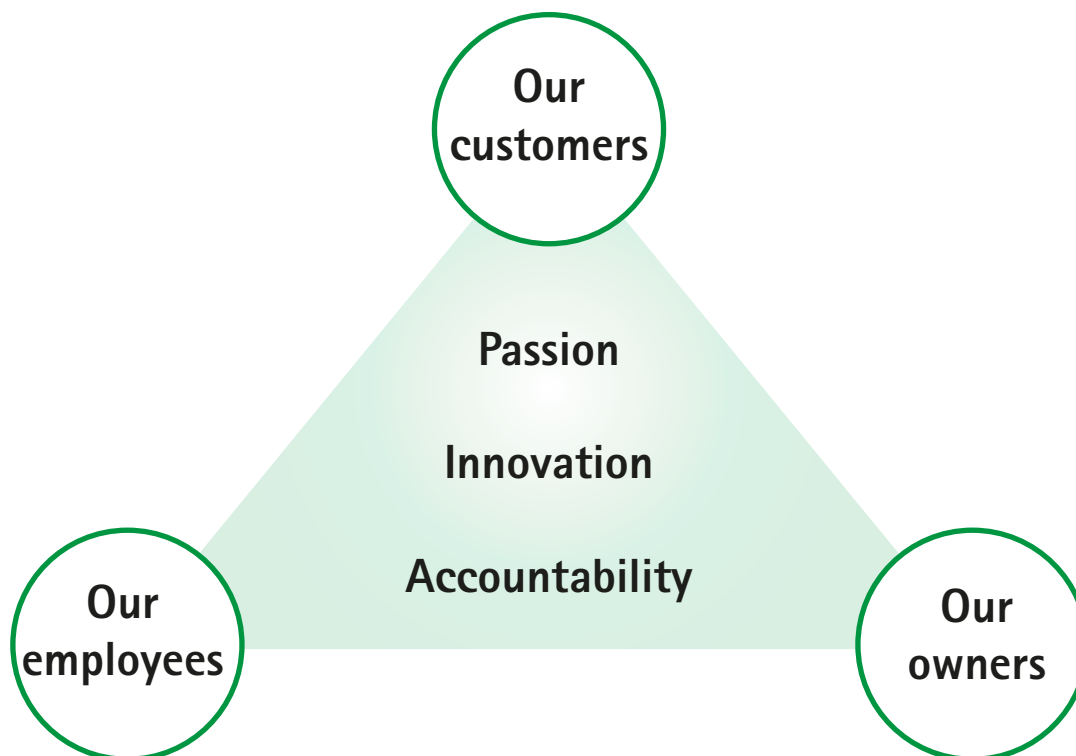 Our
customers
Passion
Innovation
Accountability
Our
employees
Our
owners